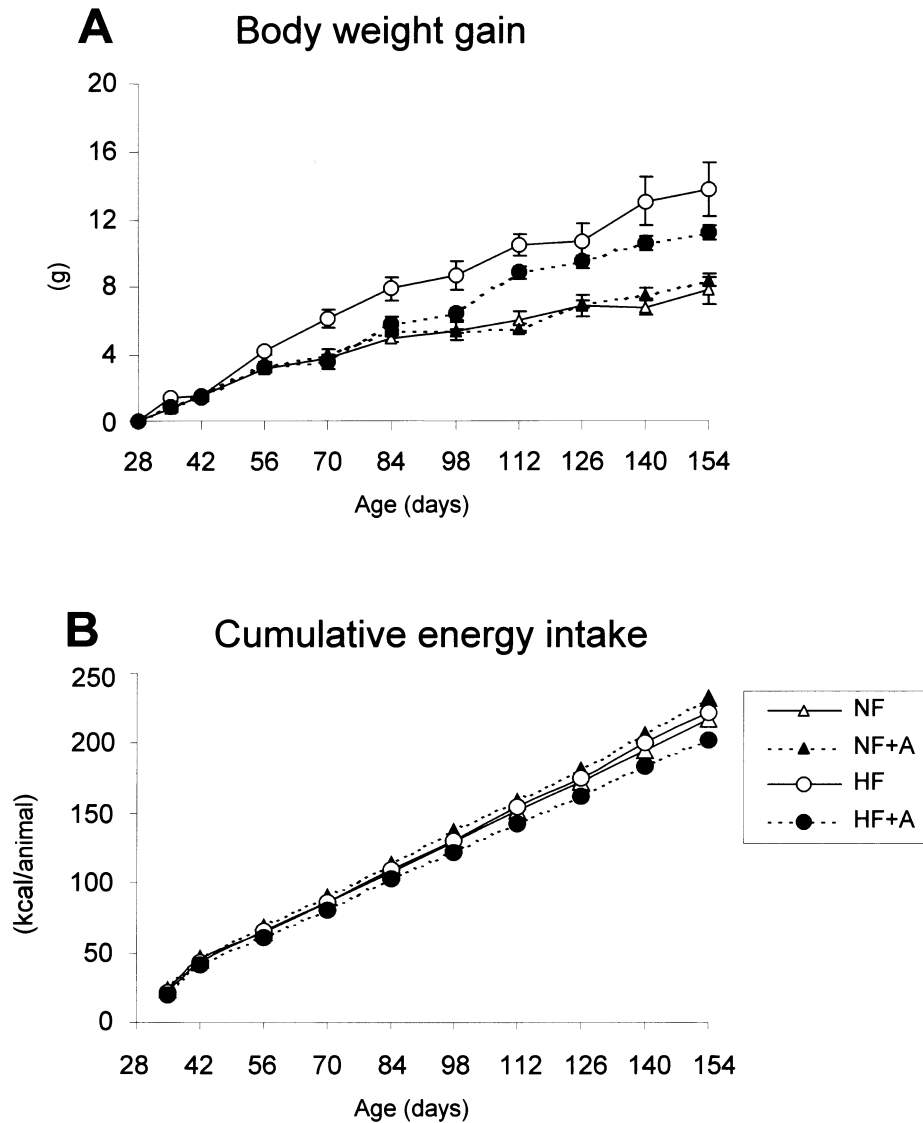 A
Body weight gain
20
16
12
8
4
0
(g)
28 42 56 70 84 98 112 126 140 154
Age (days)
B
Cumulative energy intake
250
200
150
100
50
0
(kcal/animal)
28 42 56 70 84 98 112 126 140 154
Age (days)
NF
NF+A
HF
HF+A